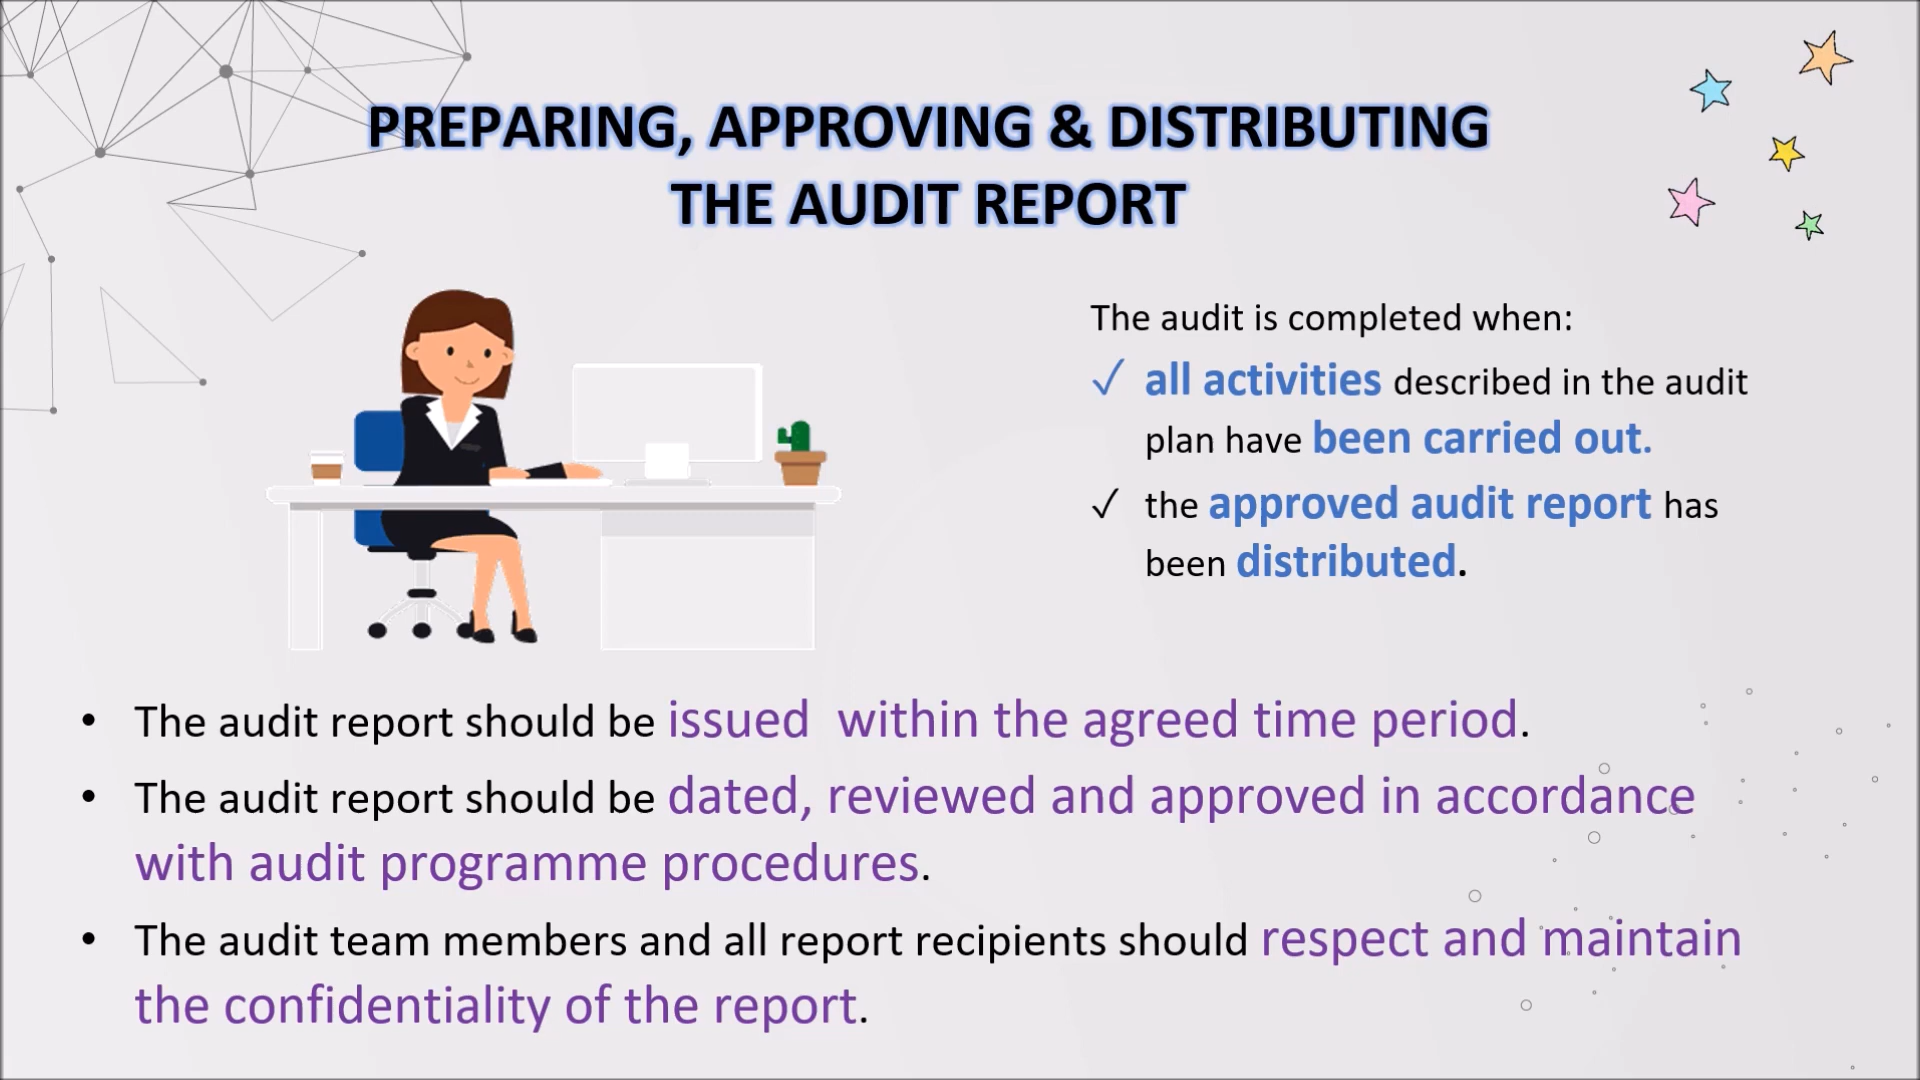 PREPARING, APPROVING & DISTRIBUTING
THE AUDIT REPORT
The audit is completed when:
✓ all activities described in the audit
plan have been carried out.
✓ the approved audit report has
been distributed.
• The audit report should be issued  within the agreed time period.
• The audit report should be dated, reviewed and approved in accordance
with audit programme procedures.
• The audit team members and all report recipients should respect and maintain
the confidentiality of the report.